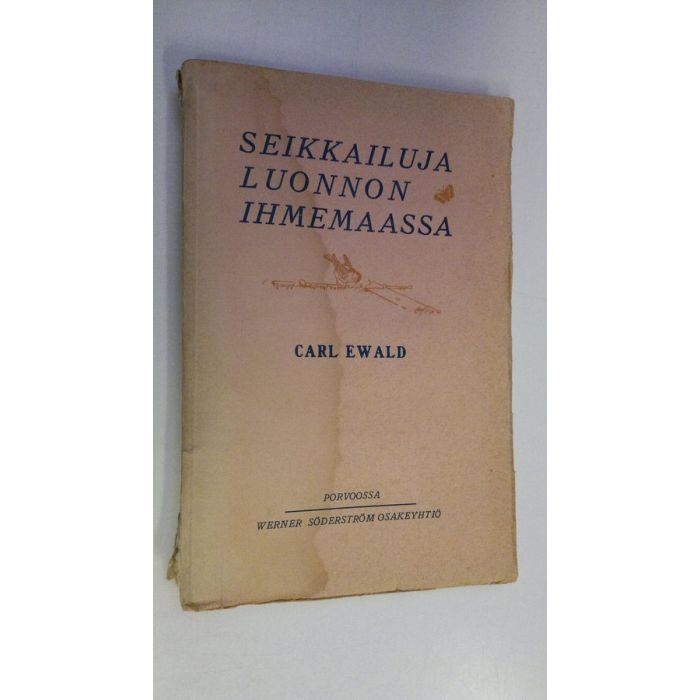 SEIKKAILUJA
LUONNON
IHMEMAASSA
CARL EWALD
PORVOOSSA
WERNER SÖDERSTRÖM OSAKEYHTIÖ